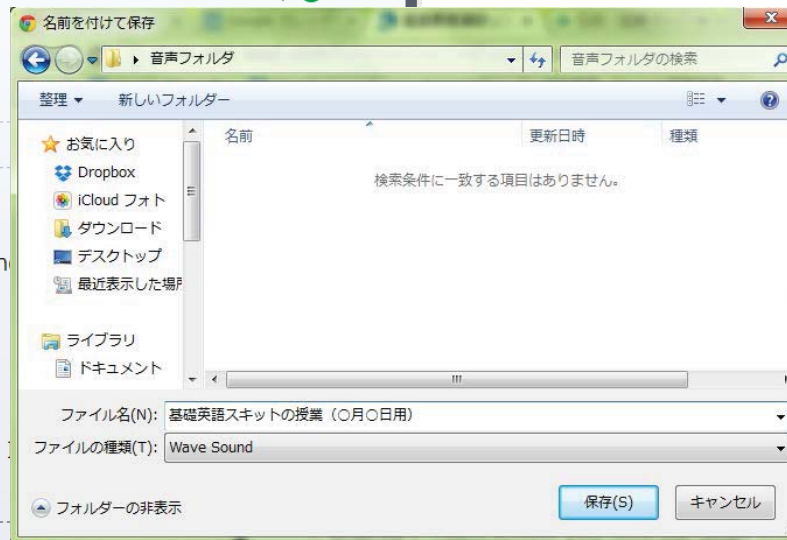 名前を付けて保存
音声フォルダ
音声フォルダの検索
整理
新しいフォルダー
名前
更新日時
種類
お気に入り
Dropbox
iCloud フォト
ダウンロード
デスクトップ
最近表示した場所
ライブラリ
ドキュメント
検索条件に一致する項目はありません。
ファイル名(N): 基礎英語スキットの授業（○月○日用）
ファイルの種類(T): Wave Sound
フォルダーの非表示
保存(S)
キャンセル